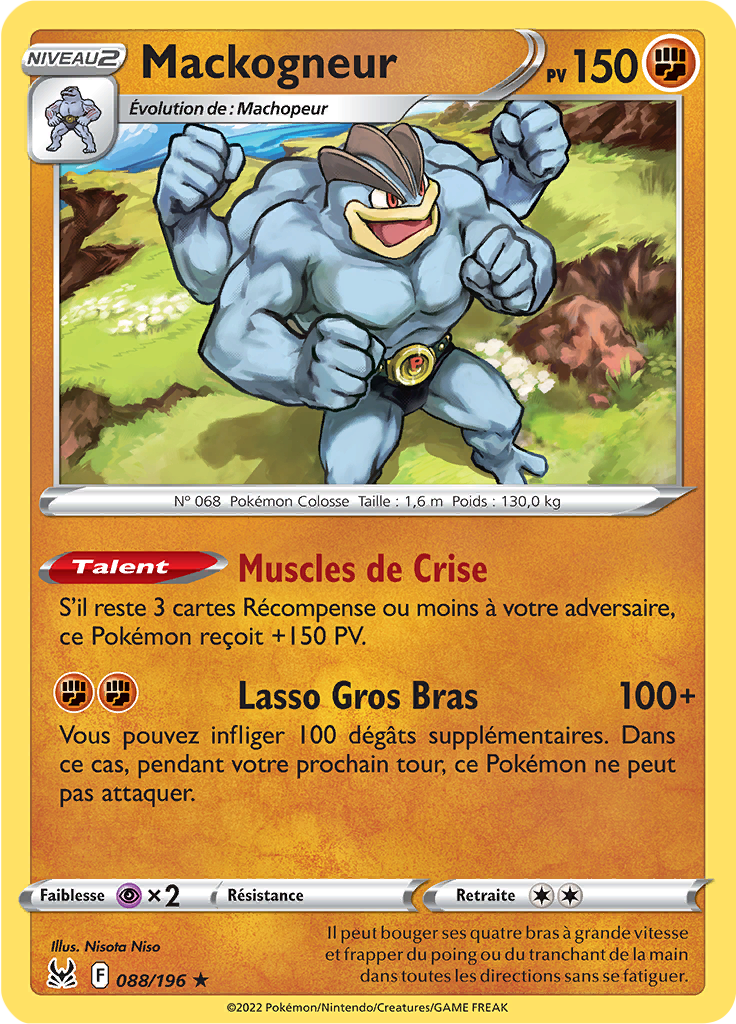 NIVEAU 2
Mackogneur
PV 150
Évolution de : Machopeur
N° 068 Pokémon Colosse Taille : 1,6 m Poids : 130,0 kg
Talent Muscles de Crise
S'il reste 3 cartes Récompense ou moins à votre adversaire,
ce Pokémon reçoit +150 PV.
Lasso Gros Bras 100+
Vous pouvez infliger 100 dégâts supplémentaires. Dans
ce cas, pendant votre prochain tour, ce Pokémon ne peut
pas attaquer.
Faiblesse ×2 Résistance Retraite
Illus. Nisota Niso
Il peut bouger ses quatre bras à grande vitesse
et frapper du poing ou du tranchant de la main
dans toutes les directions sans se fatiguer.
F 088/196 ★
©2022 Pokémon/Nintendo/Creatures/GAME FREAK